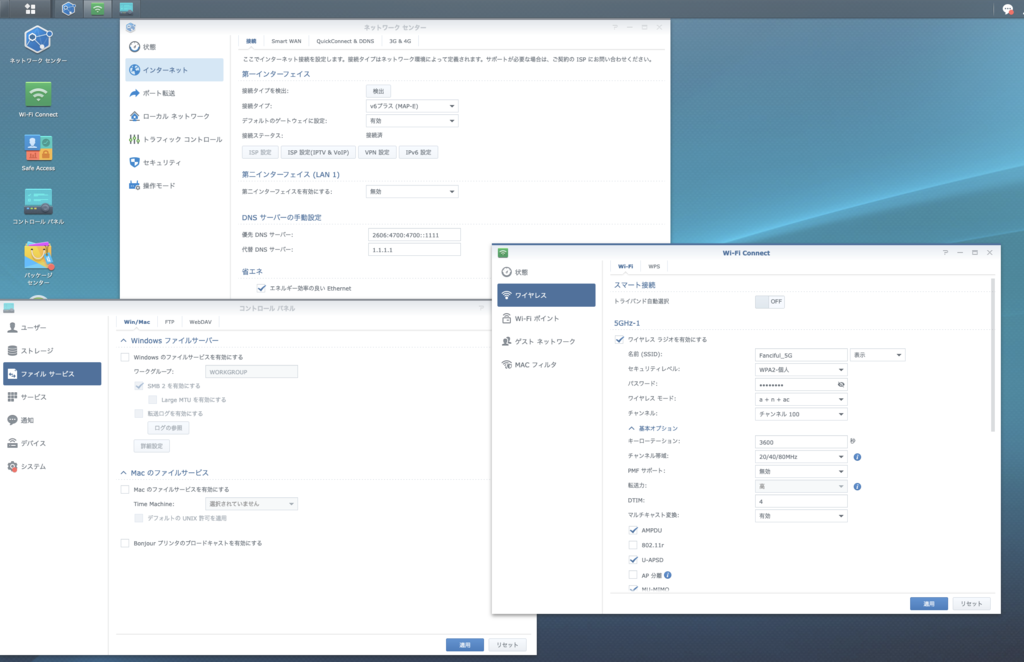 ネットワーク センター
Wi-Fi Connect
Safe Access
コントロール パネル
パッケージ
センター
ネットワーク センター
状態
インターネット
ポート転送
ローカル ネットワーク
トラフィック コントロール
セキュリティ
操作モード
接続 Smart WAN QuickConnect & DDNS 3G & 4G
ここでインターネット接続を設定します。接続タイプはネットワーク環境によって定義されます。サポートが必要な場合は、ご契約の ISP にお問い合わせください。
第一インターフェイス
接続タイプを検出: 検出
接続タイプ: v6プラス (MAP-E)
デフォルトのゲートウェイに設定: 有効
接続ステータス: 接続済
ISP 設定 ISP 設定(IPTV & VoIP) VPN 設定 IPv6 設定
第二インターフェイス (LAN 1)
第二インターフェイスを有効にする: 無効
DNS サーバーの手動設定
優先 DNS サーバー: 2606:4700:4700::1111
代替 DNS サーバー: 1.1.1.1
省エネ
エネルギー効率の良い Ethernet
コントロール パネル
ユーザー
ストレージ
ファイル サービス
サービス
通知
デバイス
システム
Win/Mac FTP WebDAV
Windows ファイルサーバー
Windows のファイルサービスを有効にする
ワークグループ: WORKGROUP
SMB 2 を有効にする
Large MTU を有効にする
転送ログを有効にする
ログの参照
詳細設定
Mac のファイルサービス
Mac のファイルサービスを有効にする
Time Machine: 選択されていません
デフォルトの UNIX 許可を適用
Bonjour プリンタのブロードキャストを有効にする
適用 リセット
Wi-Fi Connect
状態
ワイヤレス
Wi-Fi ポイント
ゲスト ネットワーク
MAC フィルタ
Wi-Fi WPS
スマート接続
トライバンド自動選択 OFF
5GHz-1
ワイヤレス ラジオを有効にする
名前 (SSID): Fanciful_5G 表示
セキュリティレベル: WPA2-個人
パスワード: ••••••••
ワイヤレス モード: a + n + ac
チャンネル: チャンネル 100
基本オプション
キーローテーション: 3600 秒
チャンネル帯域: 20/40/80MHz
PMF サポート: 無効
転送力: 高
DTIM: 4
マルチキャスト変換: 有効
AMPDU
802.11r
U-APSD
AP 分離
MU-MIMO
適用 リセット